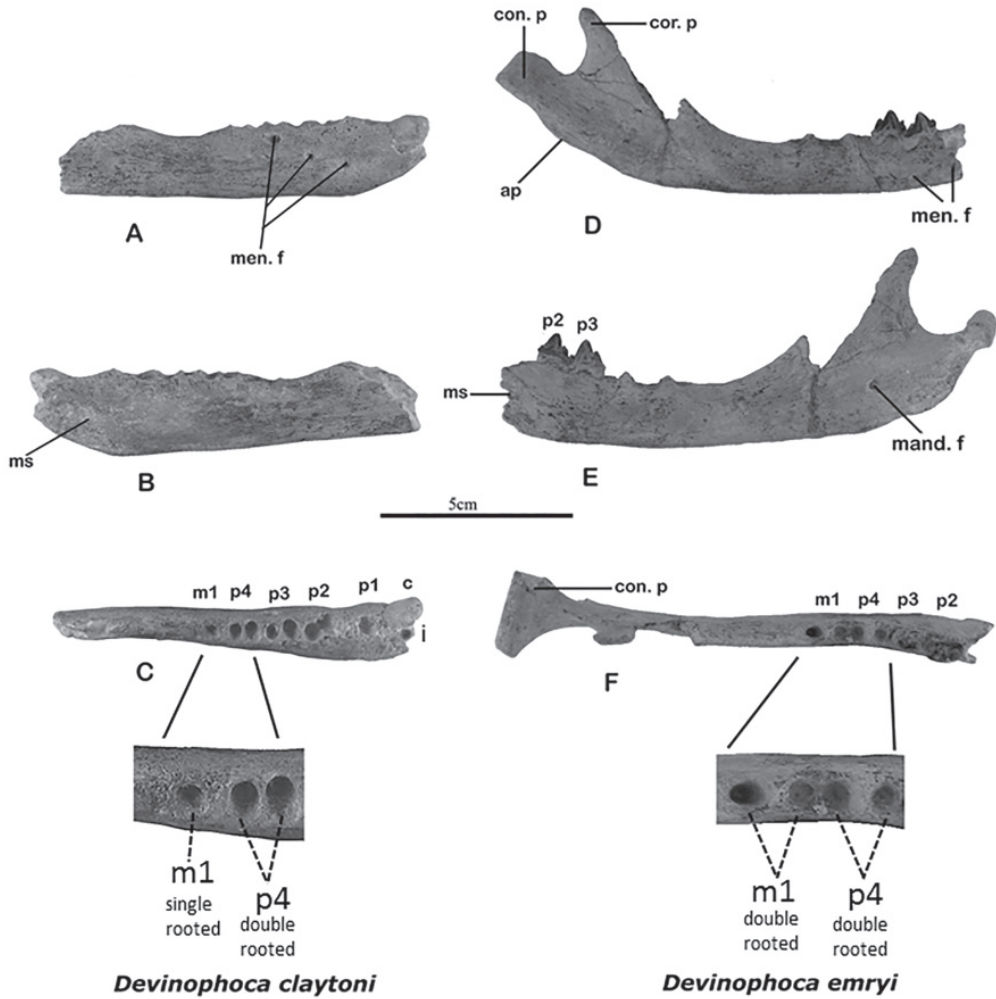 con. p
cor. p
ap
men. f
A
D
men. f
p2 p3
ms
ms
mand. f
B
E
5cm
m1 p4 p3 p2 p1 c
i
con. p
m1 p4 p3 p2
C
F
m1
single
rooted
p4
double
rooted
m1
double
rooted
p4
double
rooted
Devinophoca claytoni
Devinophoca emryi